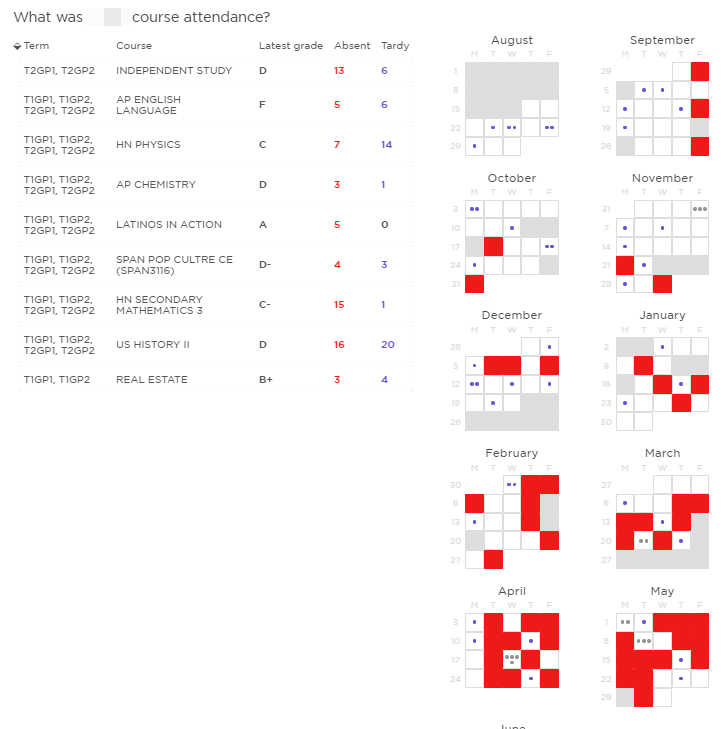 What was course attendance?
Term Course Latest grade Absent Tardy
T2GP1, T2GP2 INDEPENDENT STUDY D 13 6
T1GP1, T1GP2,
T2GP1, T2GP2
AP ENGLISH
LANGUAGE
F 5 6
T1GP1, T1GP2,
T2GP1, T2GP2
HN PHYSICS C 7 14
T1GP1, T1GP2,
T2GP1, T2GP2
AP CHEMISTRY D 3 1
T1GP1, T1GP2,
T2GP1, T2GP2
LATINOS IN ACTION A 5 0
T1GP1, T1GP2,
T2GP1, T2GP2
SPAN POP CULTRE CE
(SPAN3116)
D- 4 3
T1GP1, T1GP2,
T2GP1, T2GP2
HN SECONDARY
MATHEMATICS 3
C- 15 1
T1GP1, T1GP2,
T2GP1, T2GP2
US HISTORY II D 16 20
T1GP1, T1GP2 REAL ESTATE B+ 3 4
August
M T W T F
1
8
15
22
29
September
M T W T F
29
5
12
19
26
October
M T W T F
3
10
17
24
31
November
M T W T F
31
7
14
21
28
December
M T W T F
28
5
12
19
26
January
M T W T F
2
9
16
23
30
February
M T W T F
30
6
13
20
27
March
M T W T F
27
6
13
20
27
April
M T W T F
3
10
17
24
May
M T W T F
1
8
15
22
29
June